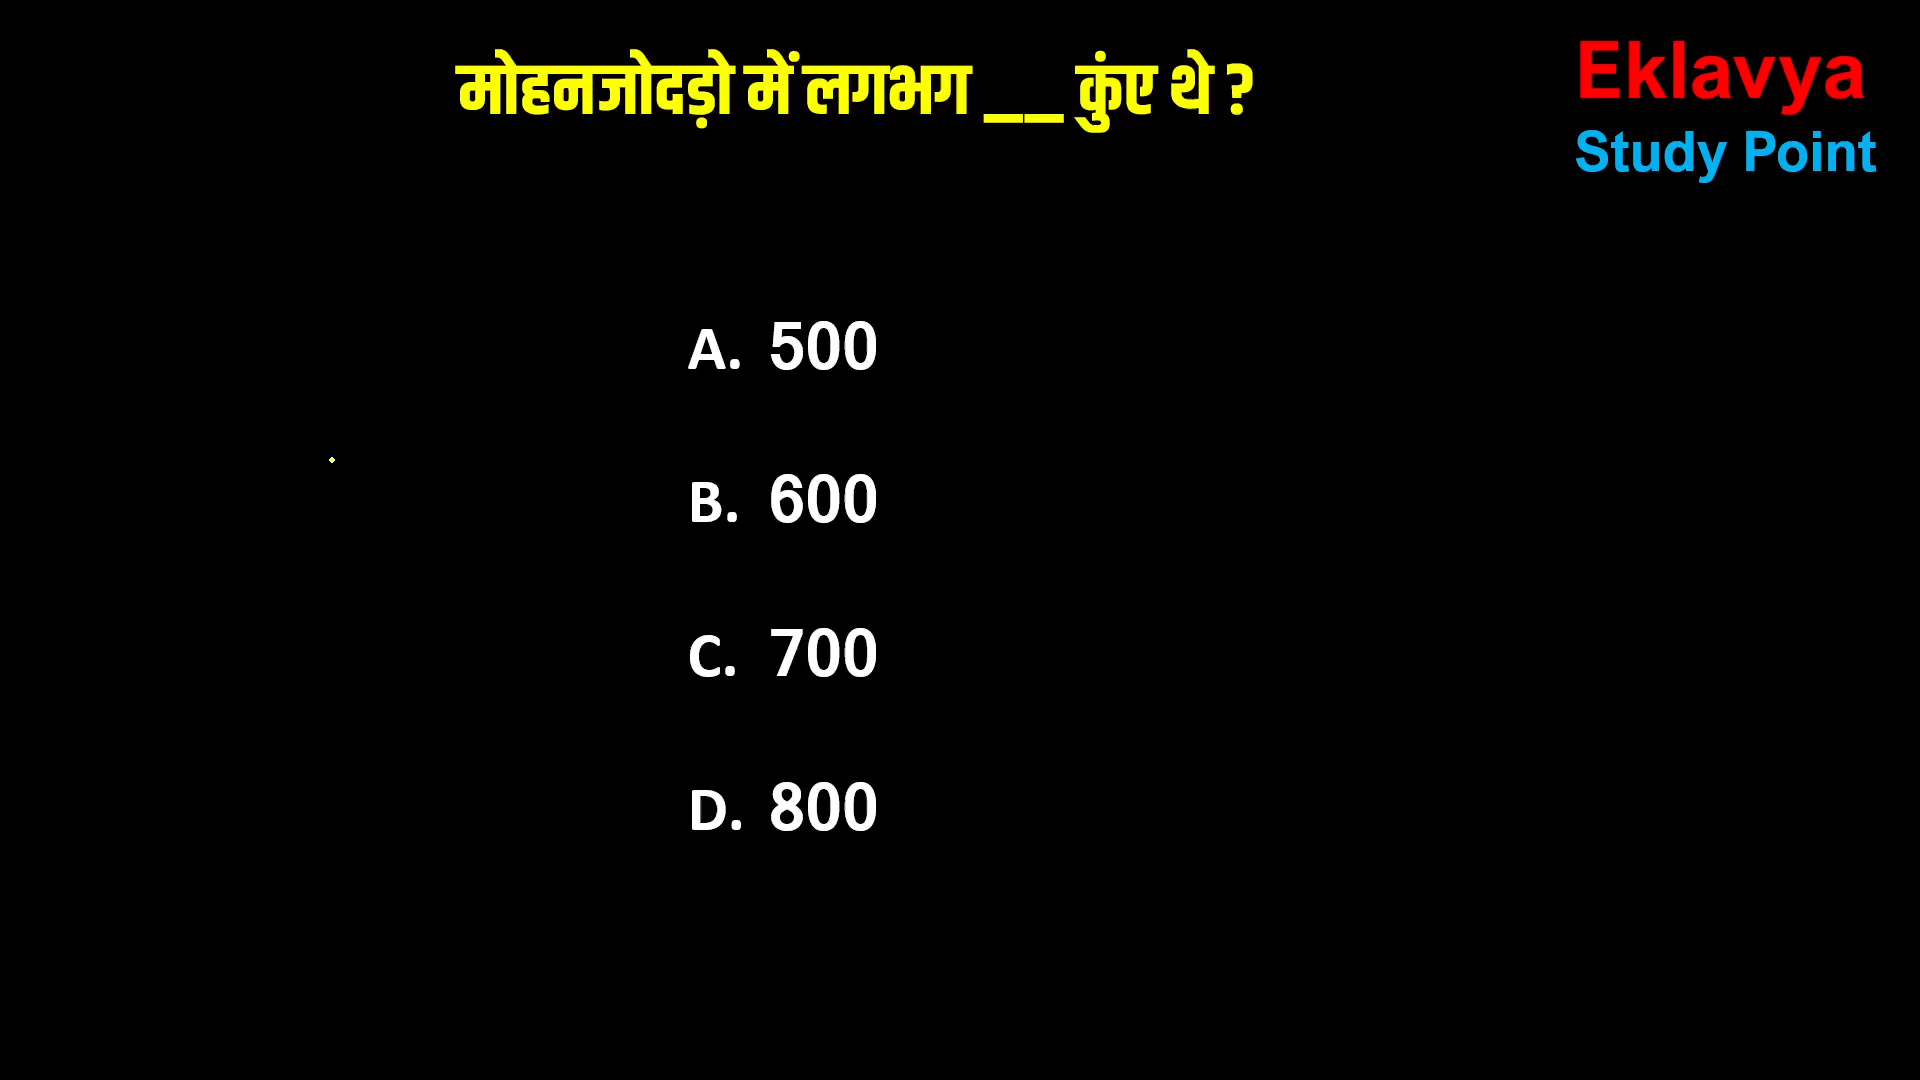 मोहनजोदड़ो में लगभग __ कुंए थे ?
Eklavya
Study Point
A. 500
B. 600
C. 700
D. 800